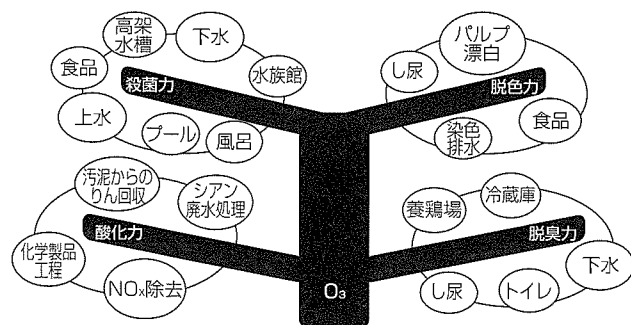 高架
水槽
下水
食品
水族館
殺菌力
上水
プール
風呂
パルプ
漂白
し尿
脱色力
食品
染色
排水
汚泥からの
りん回収
シアン
廃水処理
酸化力
化学製品
工程
NOx除去
O₃
冷蔵庫
養鶏場
脱臭力
下水
し尿
トイレ